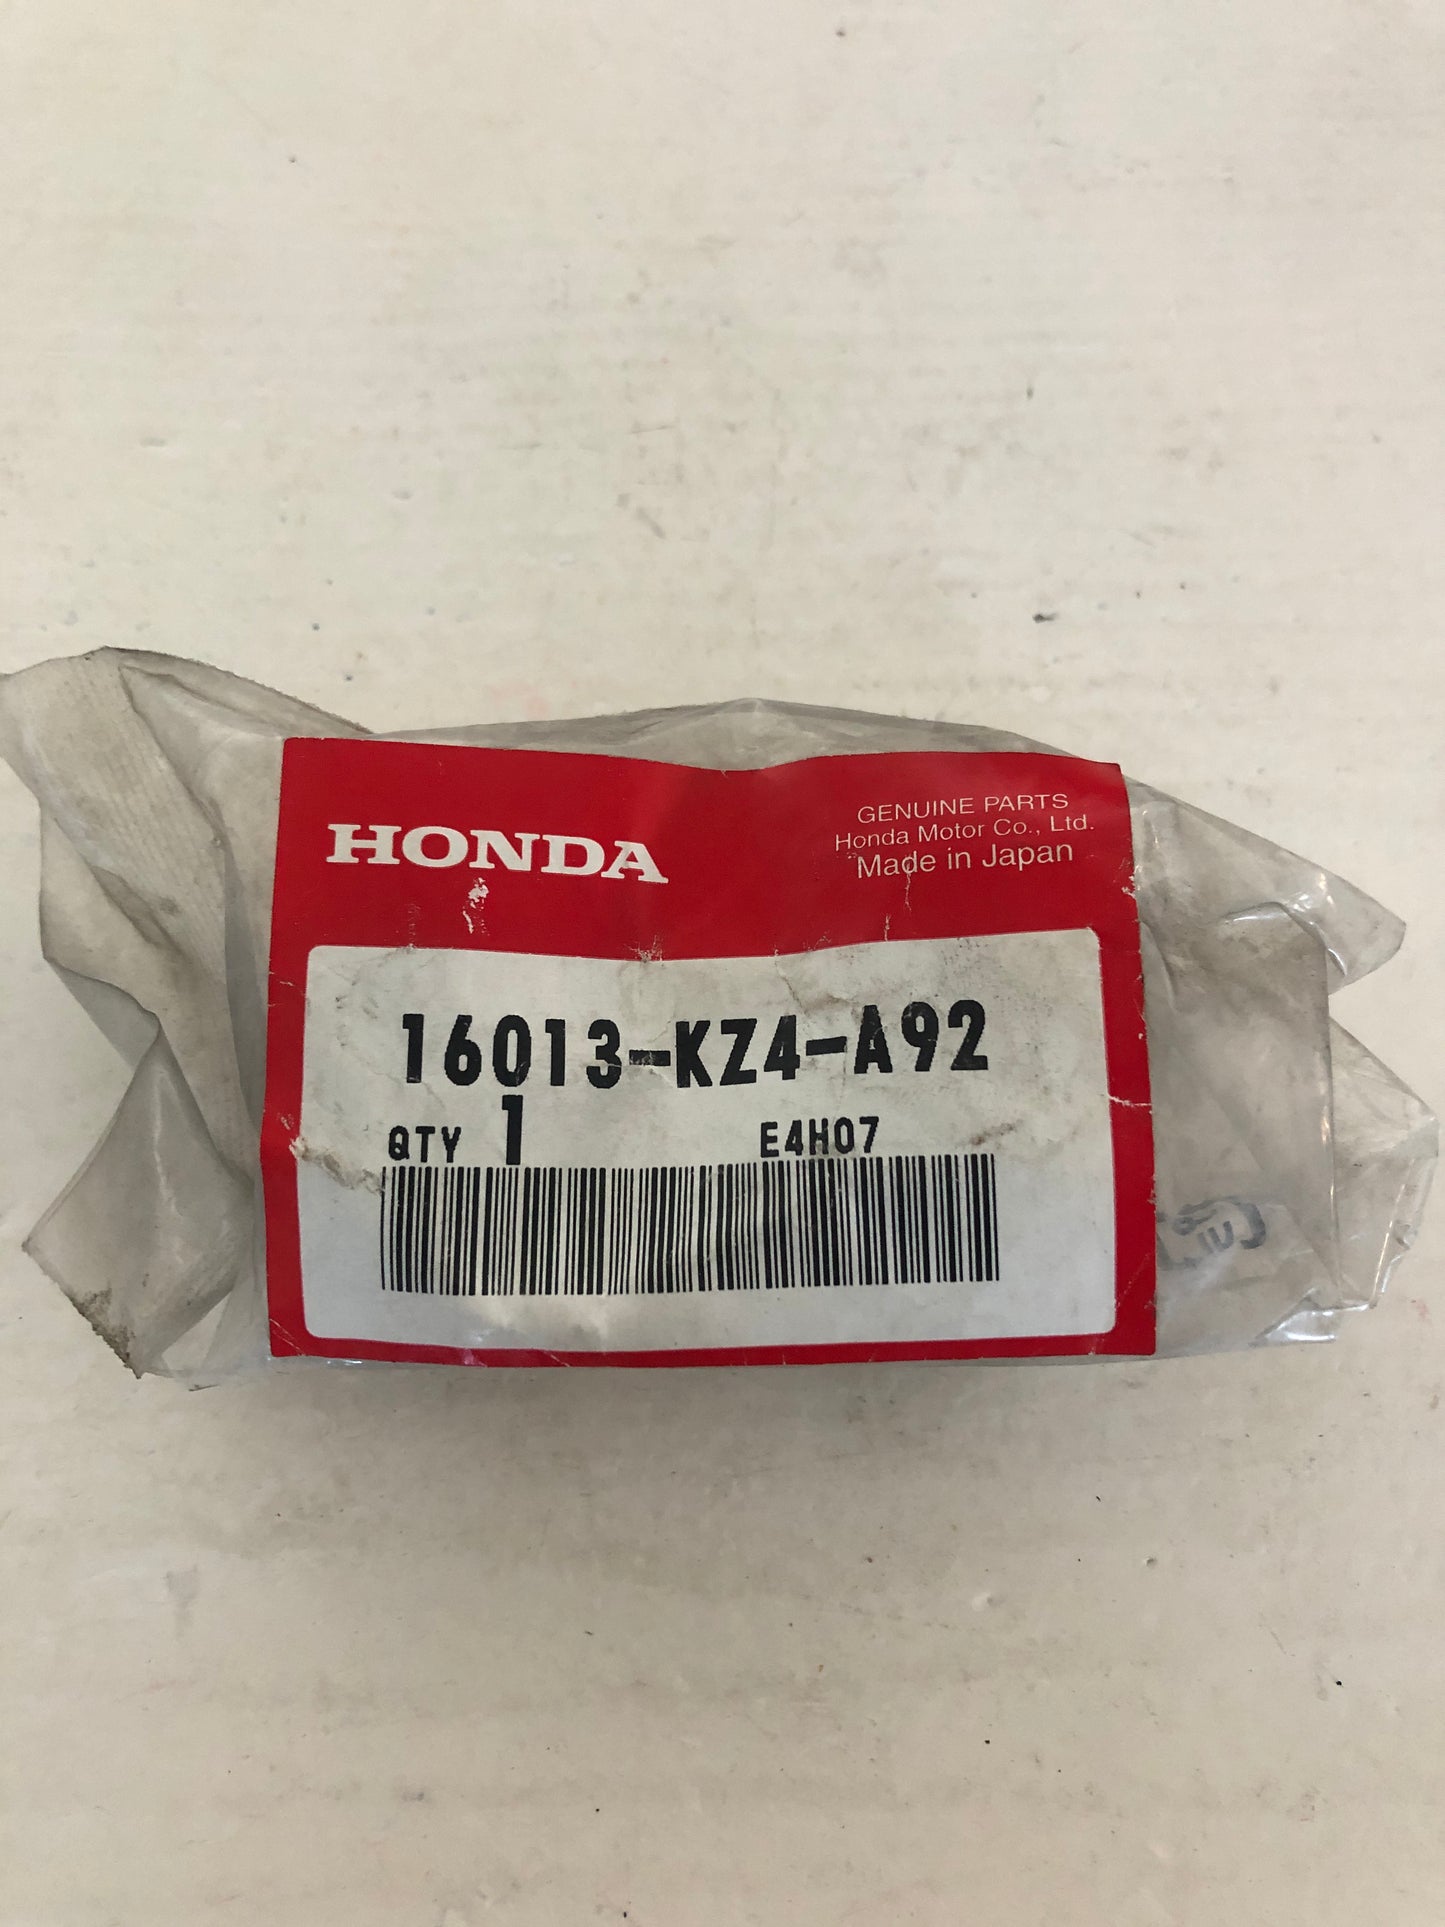 HONDA
GENUINE PARTS
Honda Motor Co., Ltd.
Made in Japan
16013-KZ4-A92
QTY 1 E4H07